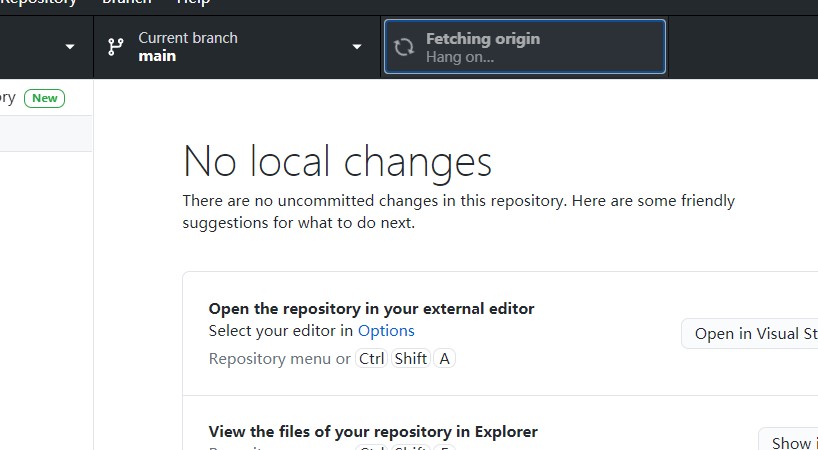 Repository Branch Help
Current branch
main
Fetching origin
Hang on...
ory New
No local changes
There are no uncommitted changes in this repository. Here are some friendly
suggestions for what to do next.
Open the repository in your external editor
Select your editor in Options
Open in Visual St
Repository menu or Ctrl Shift A
View the files of your repository in Explorer
Show i